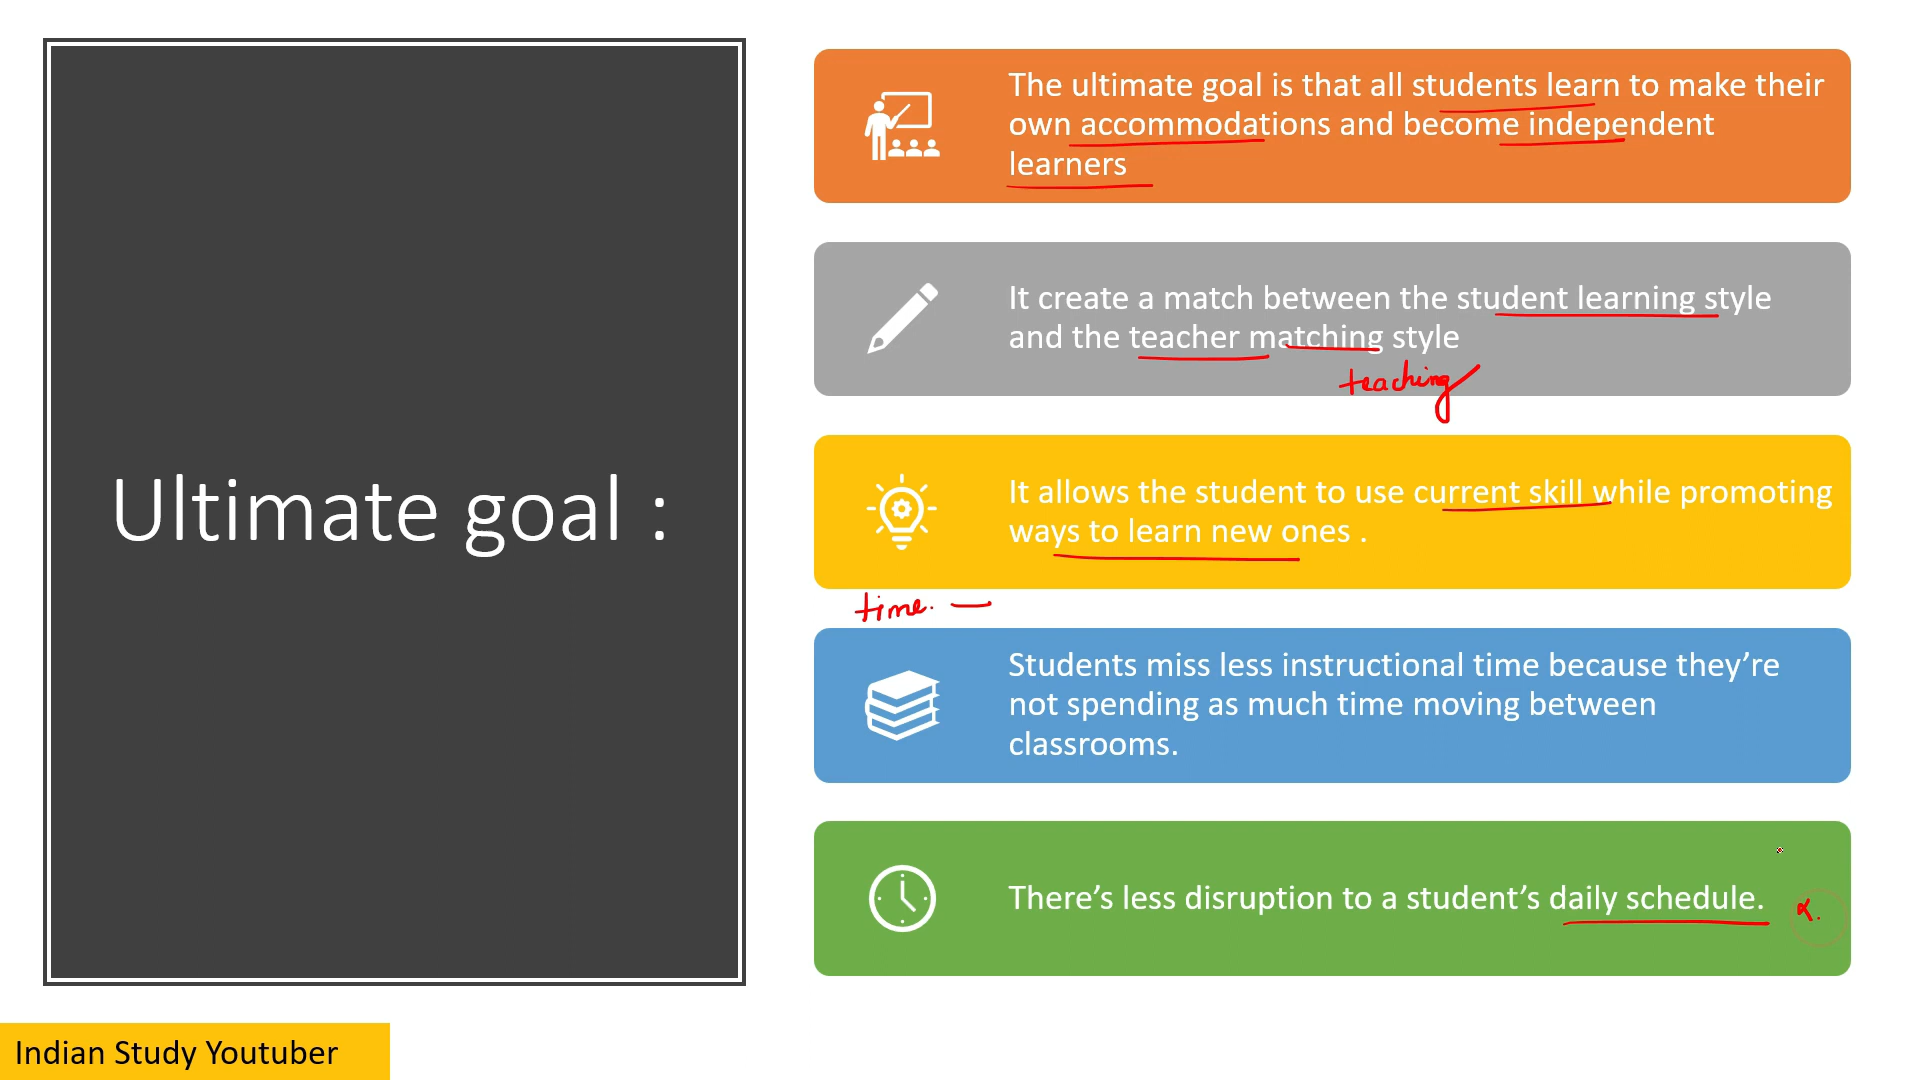 Ultimate goal :
The ultimate goal is that all students learn to make their
own accommodations and become independent
learners
It create a match between the student learning style
and the teacher matching style
teaching
It allows the student to use current skill while promoting
ways to learn new ones .
time. —
Students miss less instructional time because they’re
not spending as much time moving between
classrooms.
There’s less disruption to a student’s daily schedule.
Indian Study Youtuber